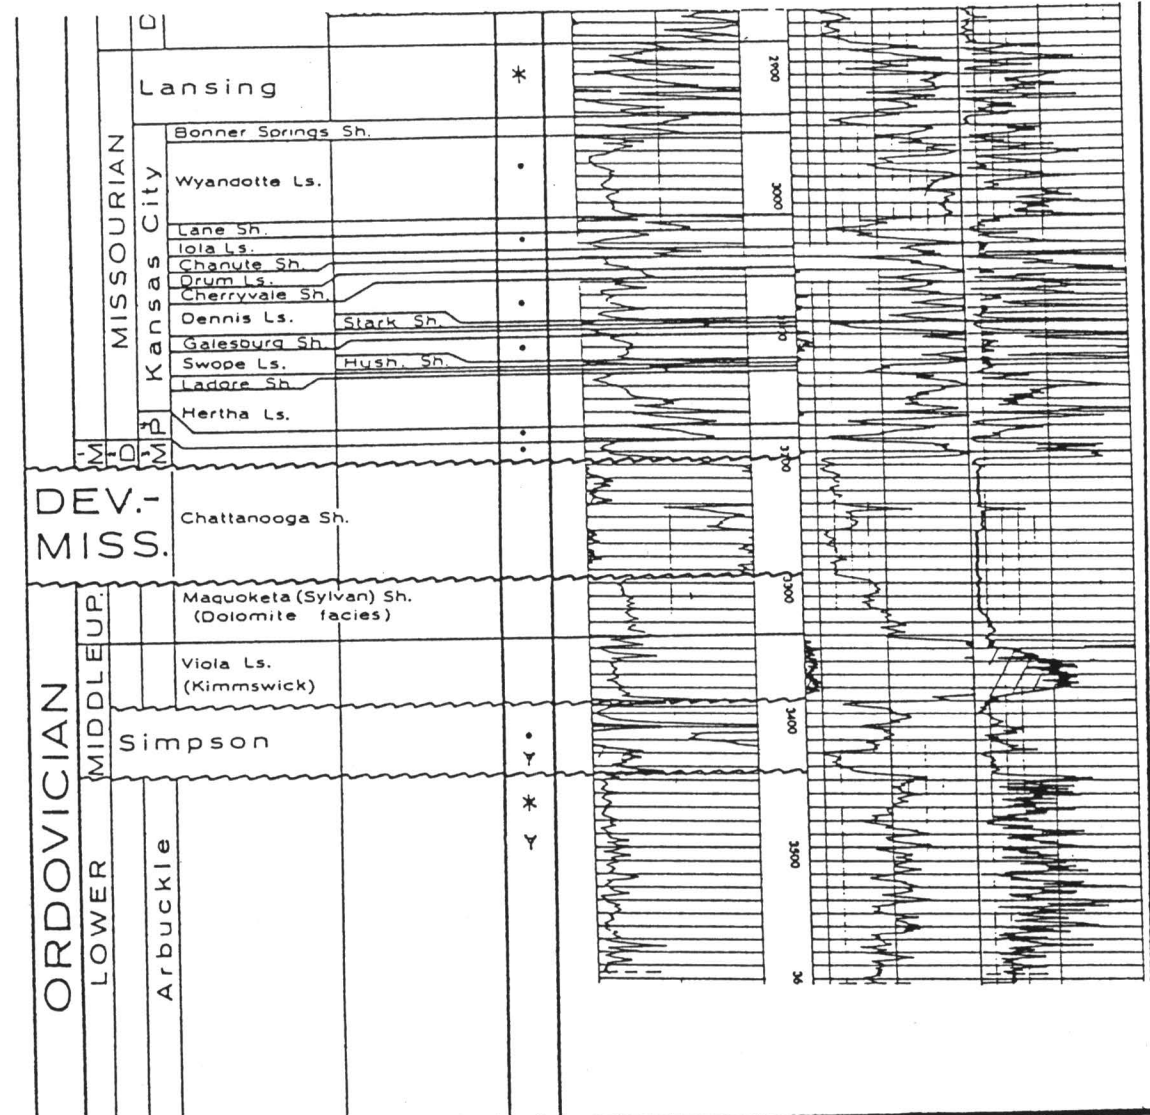 D
Lansing
2900
MISSOURIAN
Kansas City
Bonner Springs Sh.
Wyandotte Ls.
3000
Lane Sh.
Iola Ls.
Chanute Sh.
Drum Ls.
Cherryvale Sh.
Dennis Ls.
Stark Sh.
Galesburg Sh.
Swope Ls.
Hush. Sh.
Ladore Sh.
Hertha Ls.
P
M
D
M
DEV.-
MISS.
Chattanooga Sh.
3300
ORDOVICIAN
UP.
Maquoketa (Sylvan) Sh.
(Dolomite facies)
MIDDLE
Viola Ls.
(Kimmswick)
3400
Simpson
LOWER
Arbuckle
3500
36